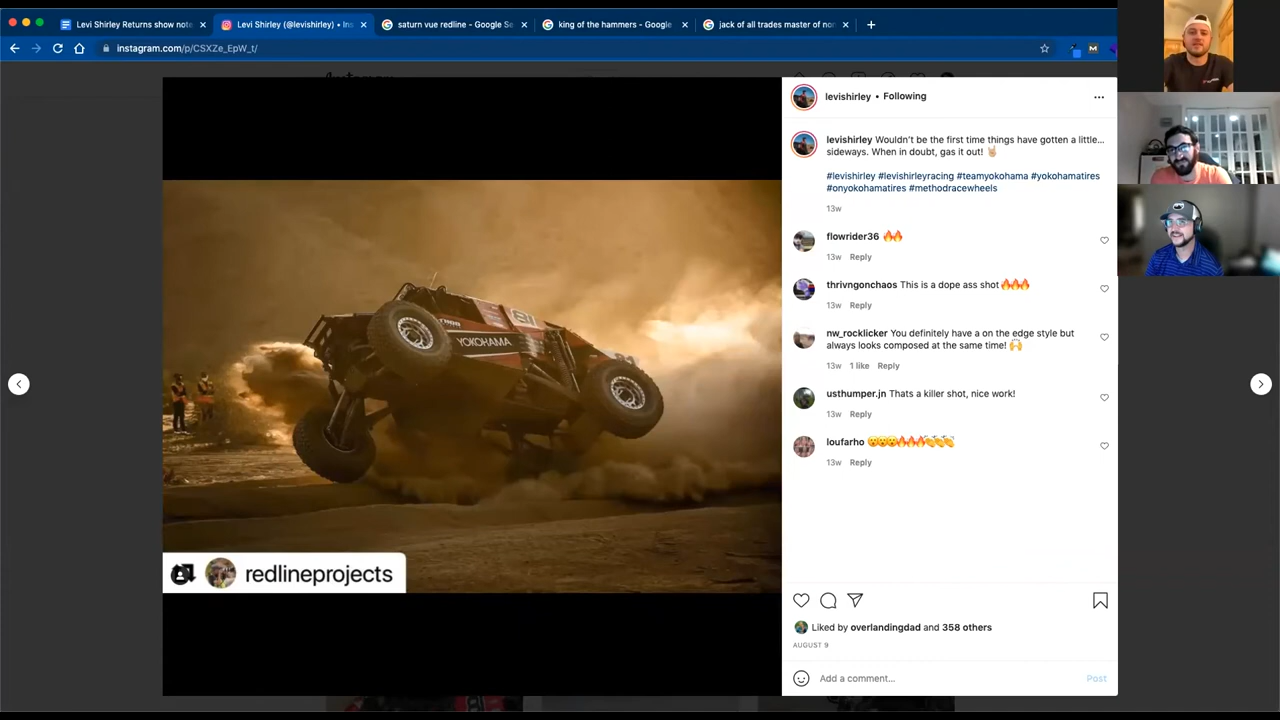 Levi Shirley Returns show note
Levi Shirley (@levishirley) • Ins
saturn vue redline - Google Se
king of the hammers - Google
jack of all trades master of non
instagram.com/p/CSXZe_EpW_t/
levishirley • Following
levishirley Wouldn't be the first time things have gotten a little...
sideways. When in doubt, gas it out! 🤘🏼
#levishirley #levishirleyracing #teamyokohama #yokohamatires
#onyokohamatires #methodracewheels
13w
flowrider36 🔥🔥
13w Reply
thrivngonchaos This is a dope ass shot🔥🔥🔥
13w Reply
nw_rocklicker You definitely have a on the edge style but
always looks composed at the same time! 🙌
13w 1 like Reply
usthumper.jn Thats a killer shot, nice work!
13w Reply
loufarho 😮😮😮🔥🔥🔥👏👏👏
13w Reply
YOKOHAMA
81
redlineprojects
Liked by overlandingdad and 358 others
AUGUST 9
Add a comment...
Post